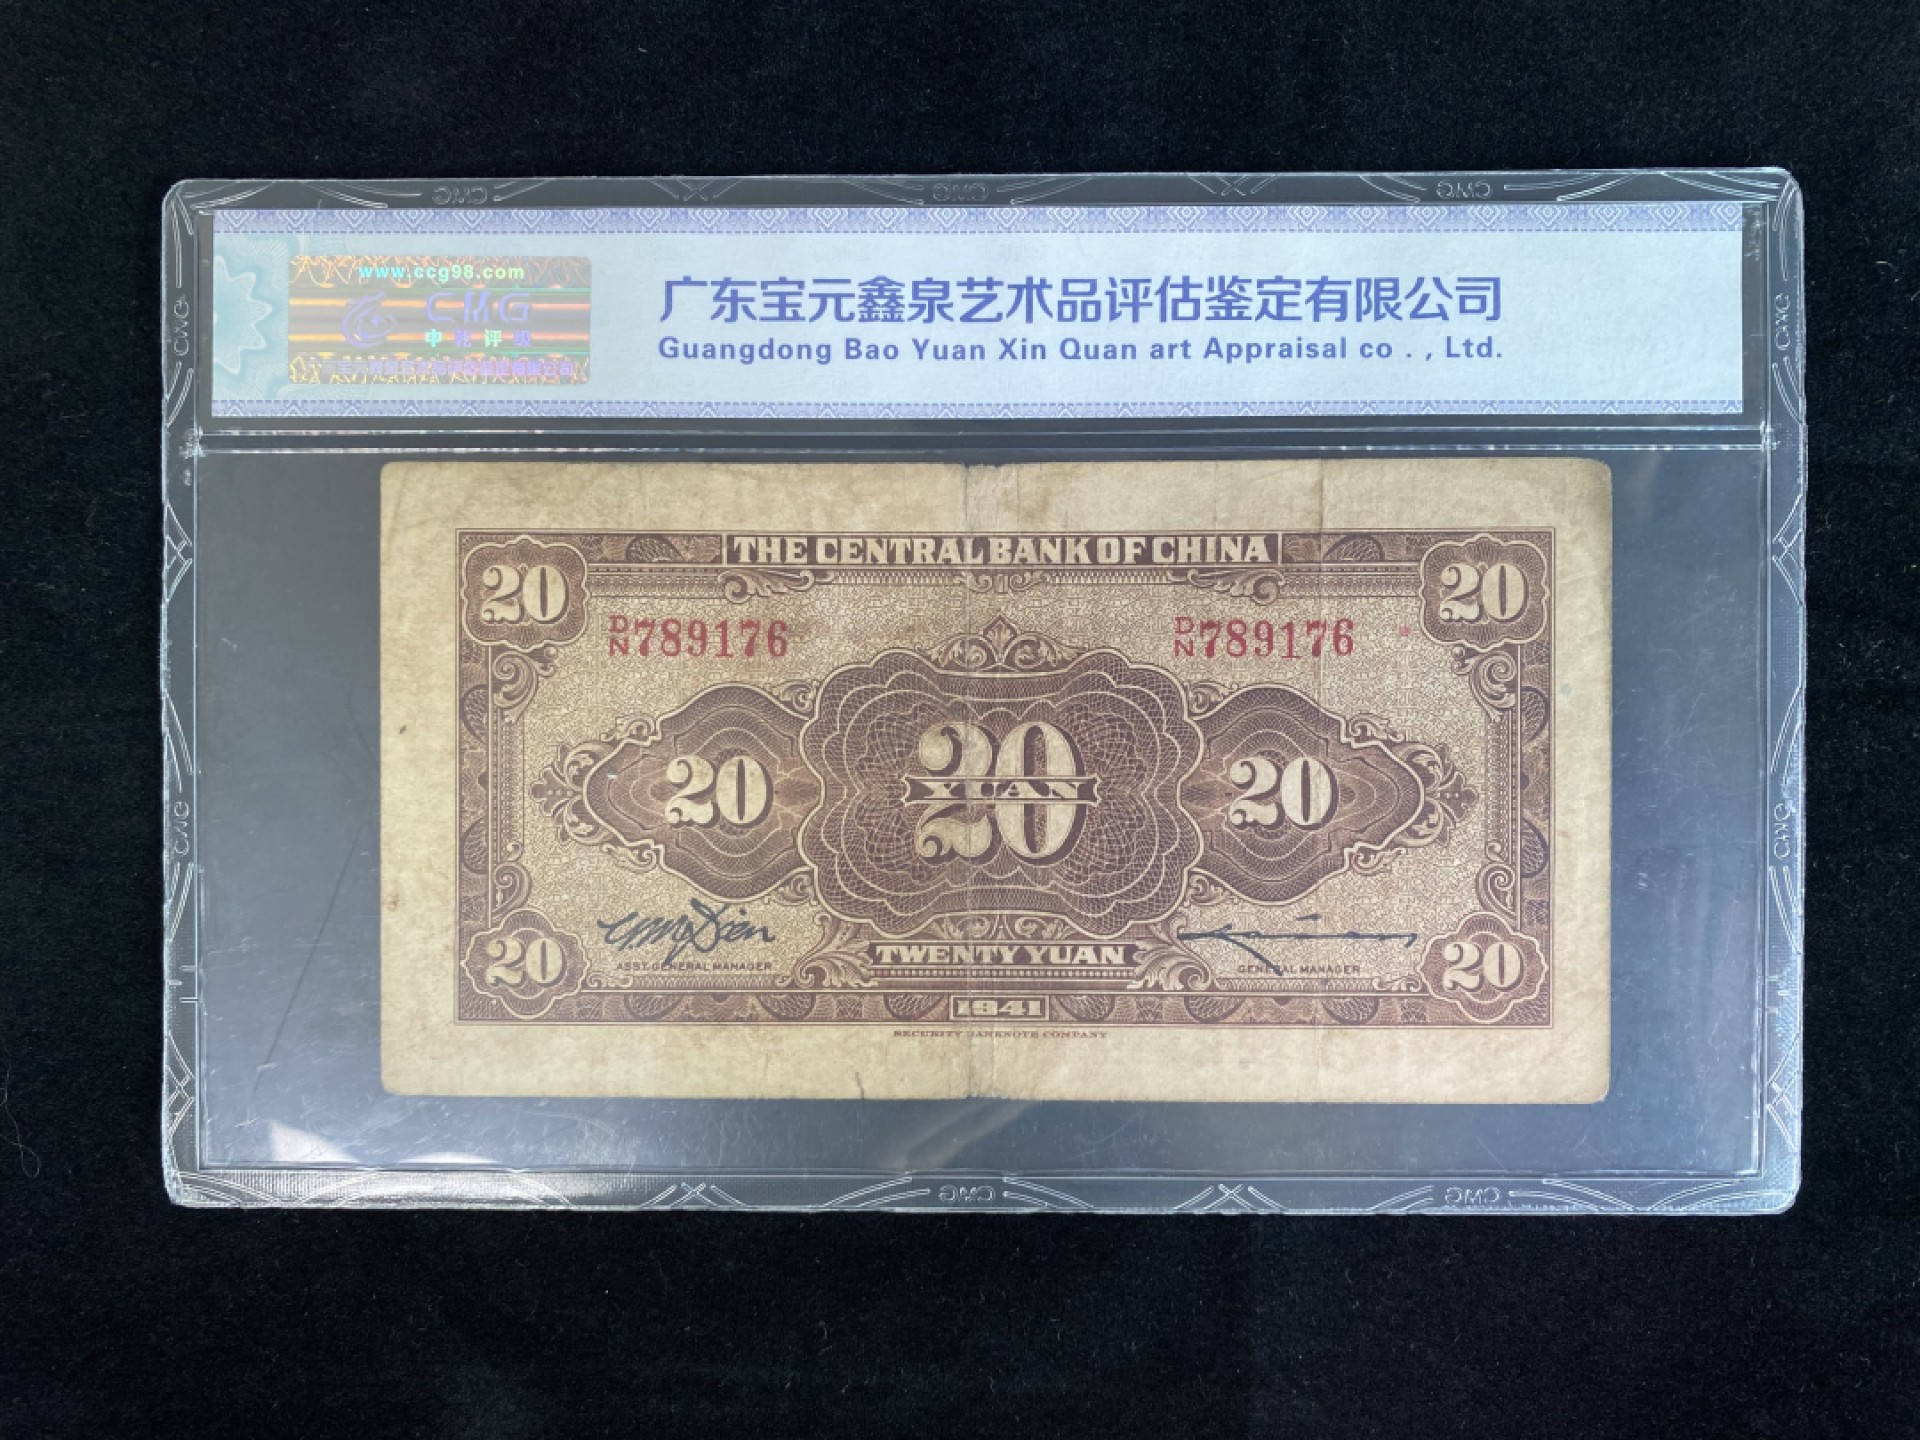 www.ccg98.com
CMG
广东宝元鑫泉艺术品评估鉴定有限公司
Guangdong Bao Yuan Xin Quan art Appraisal co . , Ltd.
THE CENTRAL BANK OF CHINA
20 20
D/N789176 D/N789176
20 20 20
YUAN
TWENTY YUAN
ASST. GENERAL MANAGER GENERAL MANAGER
20 20
1941
SECURITY BANKNOTE COMPANY